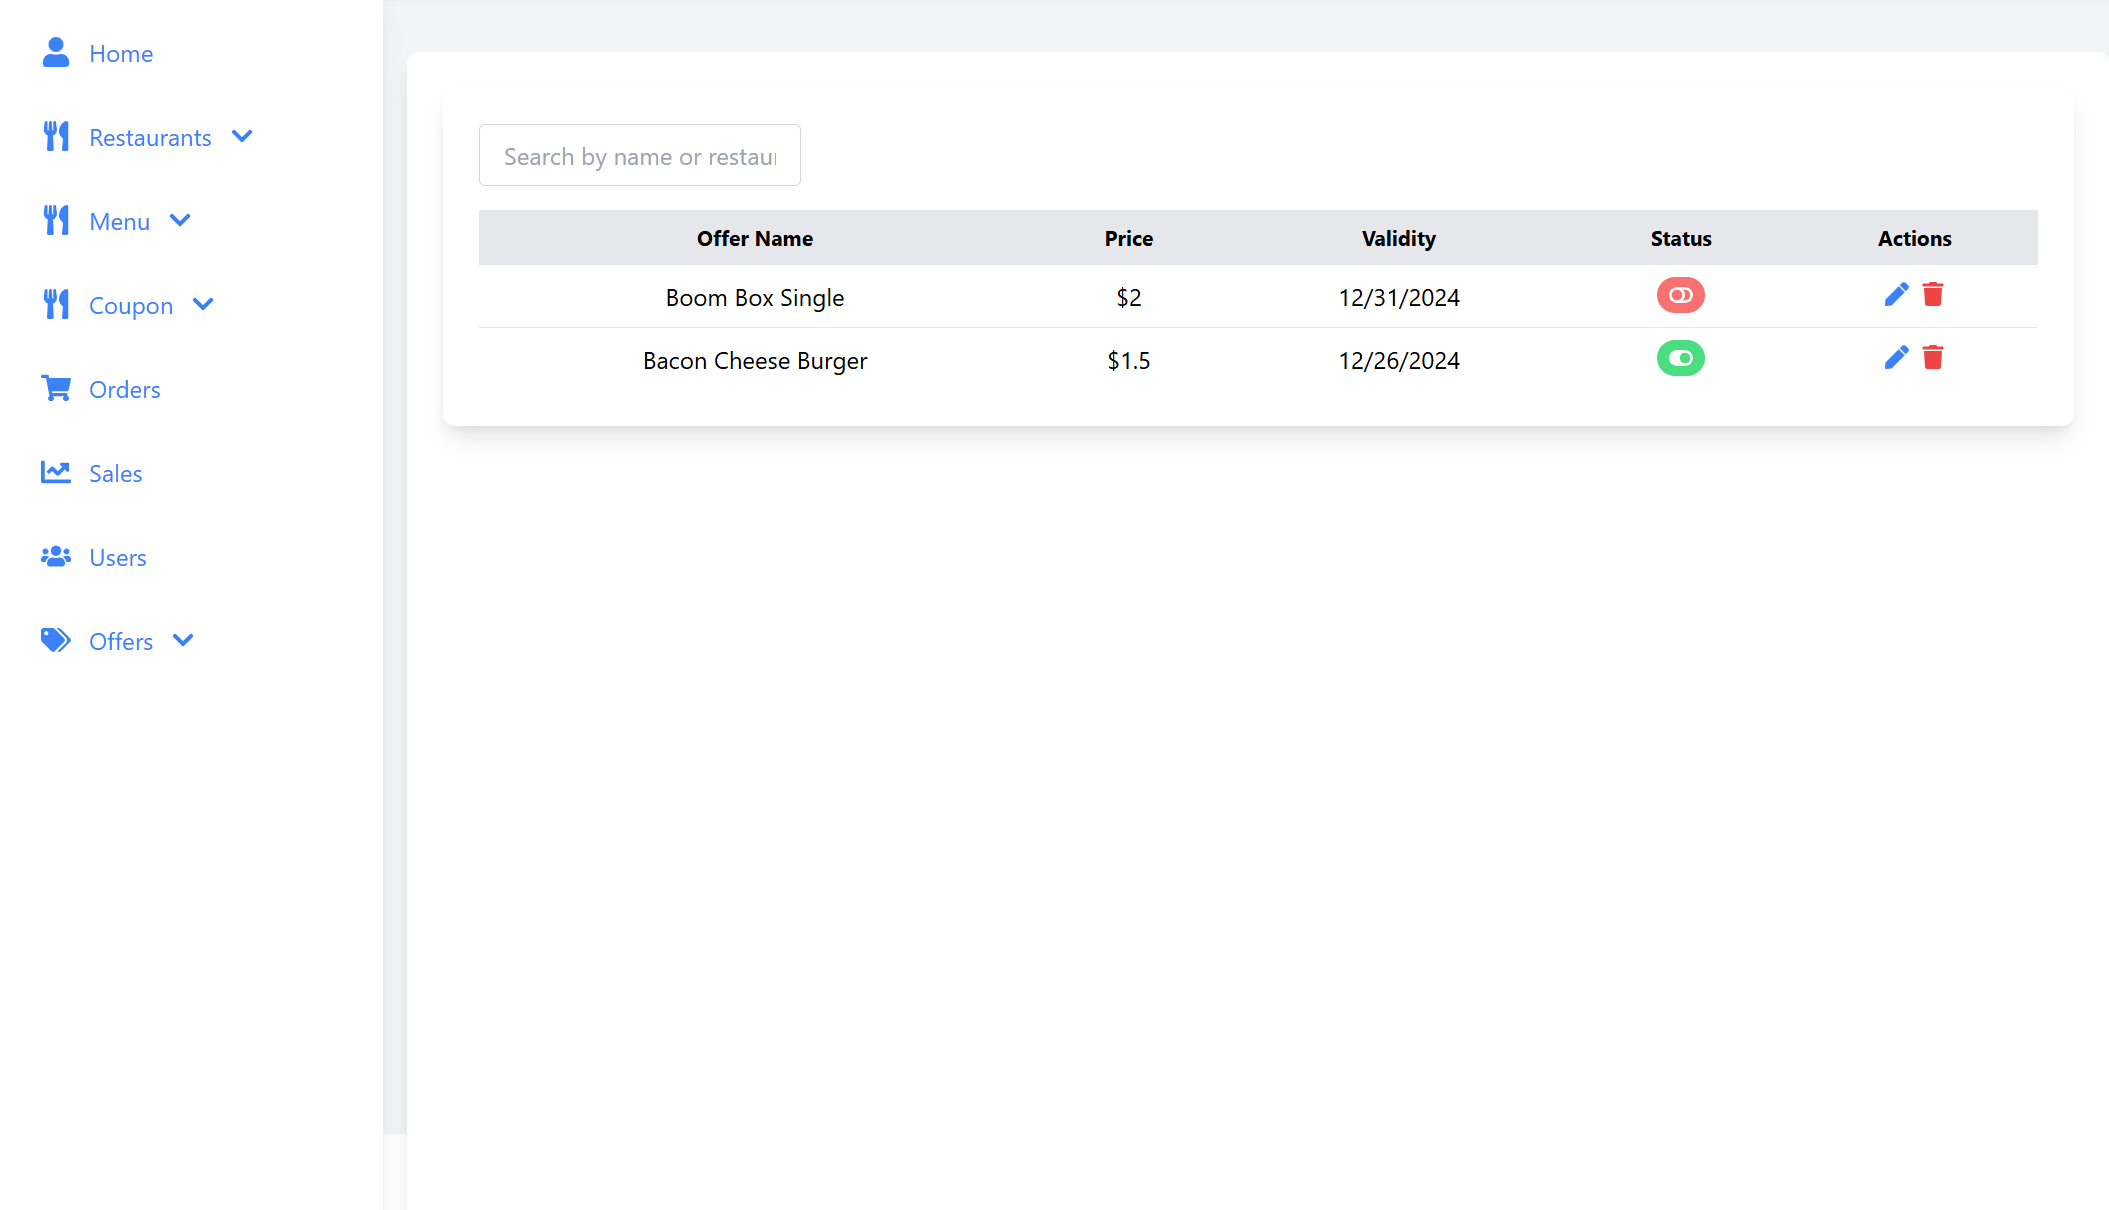 Home
Restaurants
Menu
Coupon
Orders
Sales
Users
Offers
Search by name or restau
Offer Name Price Validity Status Actions
Boom Box Single $2 12/31/2024
Bacon Cheese Burger $1.5 12/26/2024